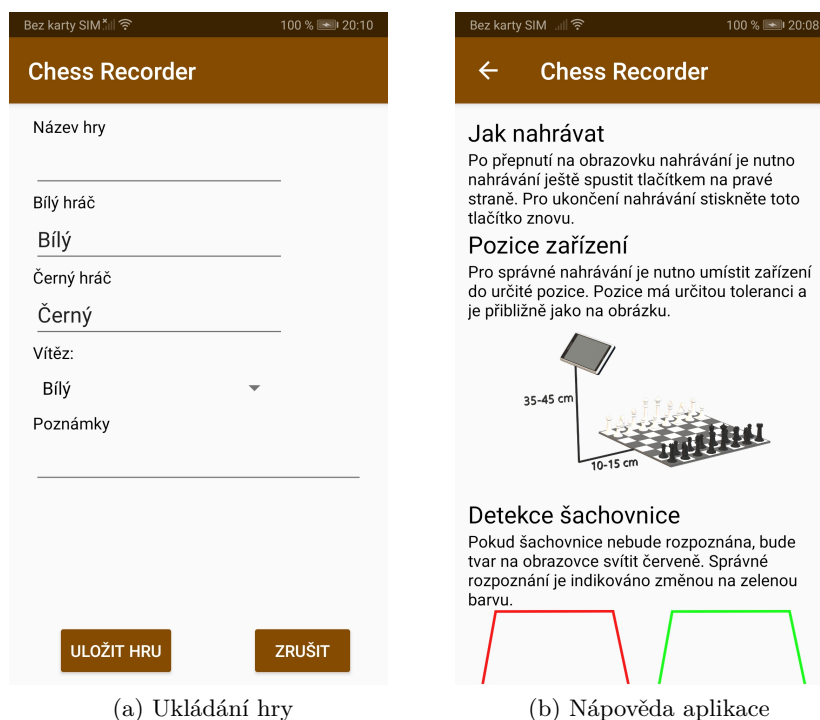 Bez karty SIM 100 % 20:10
Chess Recorder
Název hry
Bílý hráč
Bílý
Černý hráč
Černý
Vítěz:
Bílý
Poznámky
ULOŽIT HRU ZRUŠIT
(a) Ukládání hry
Bez karty SIM 100 % 20:08
Chess Recorder
Jak nahrávat
Po přepnutí na obrazovku nahrávání je nutno
nahrávání ještě spustit tlačítkem na pravé
straně. Pro ukončení nahrávání stiskněte toto
tlačítko znovu.
Pozice zařízení
Pro správné nahrávání je nutno umístit zařízení
do určité pozice. Pozice má určitou toleranci a
je přibližně jako na obrázku.
35-45 cm
10-15 cm
Detekce šachovnice
Pokud šachovnice nebude rozpoznána, bude
tvar na obrazovce svítit červeně. Správné
rozpoznání je indikováno změnou na zelenou
barvu.
(b) Nápověda aplikace